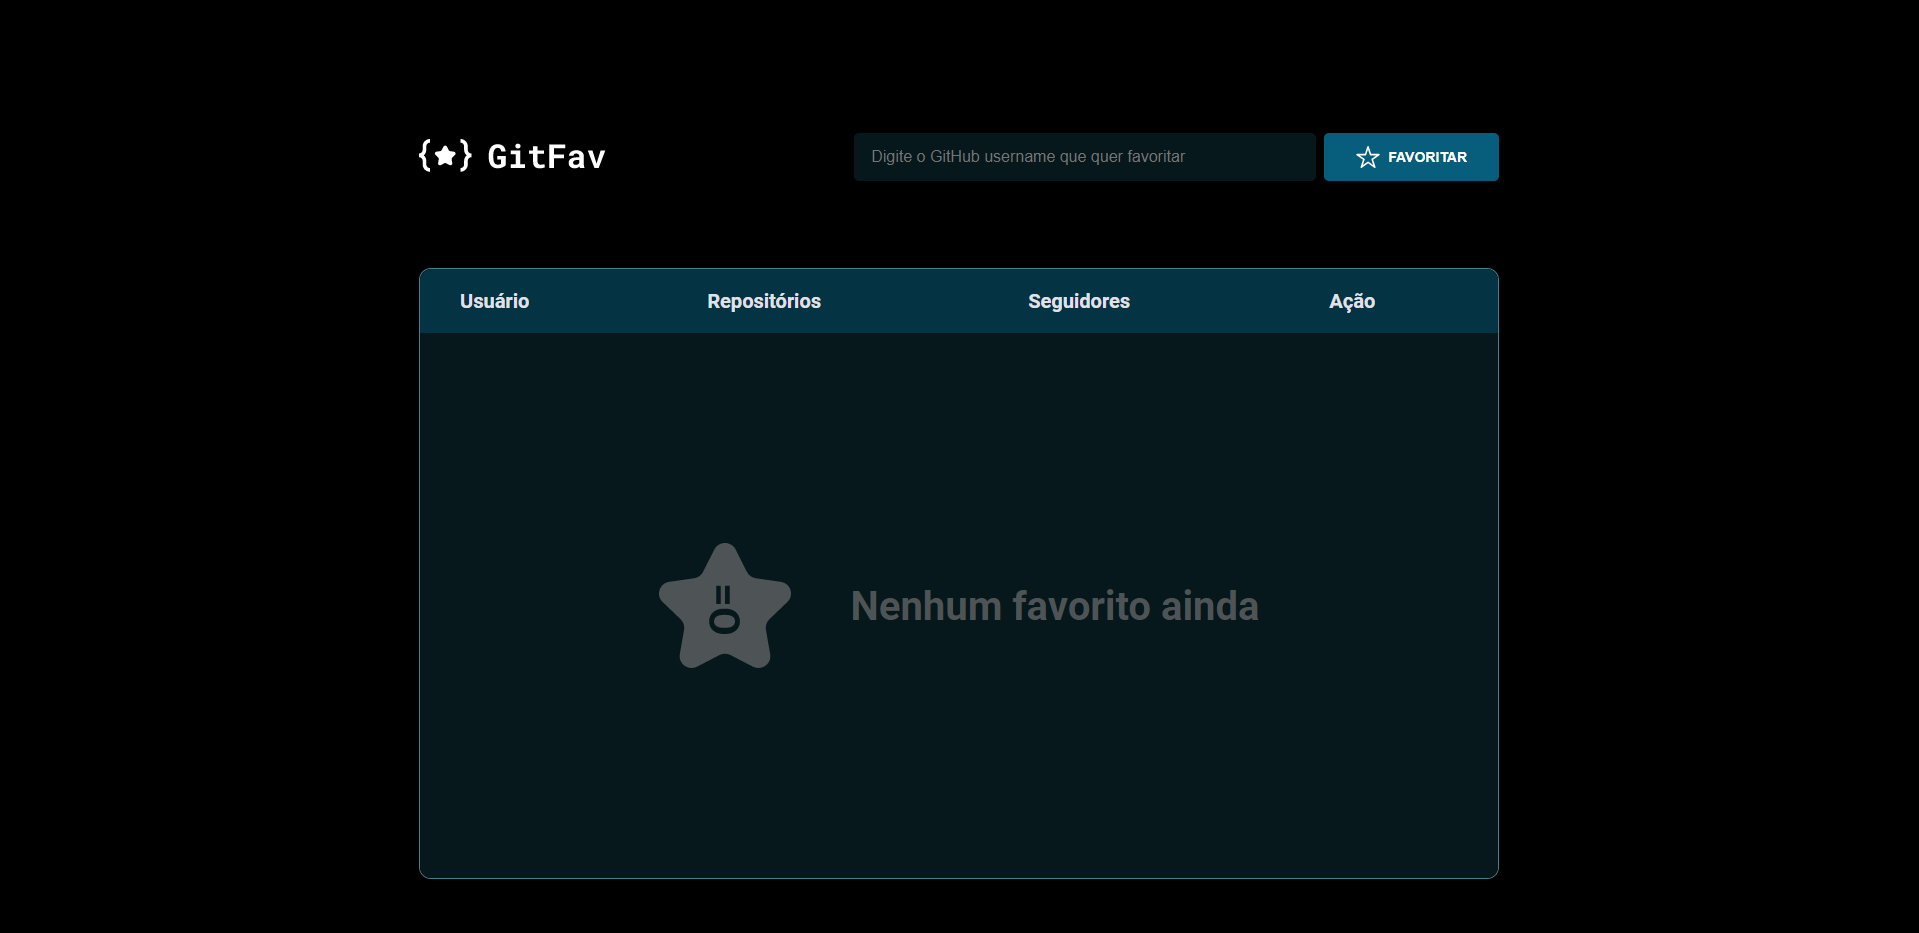 GitFav
Digite o GitHub username que quer favoritar
FAVORITAR
Usuário Repositórios Seguidores Ação
Nenhum favorito ainda